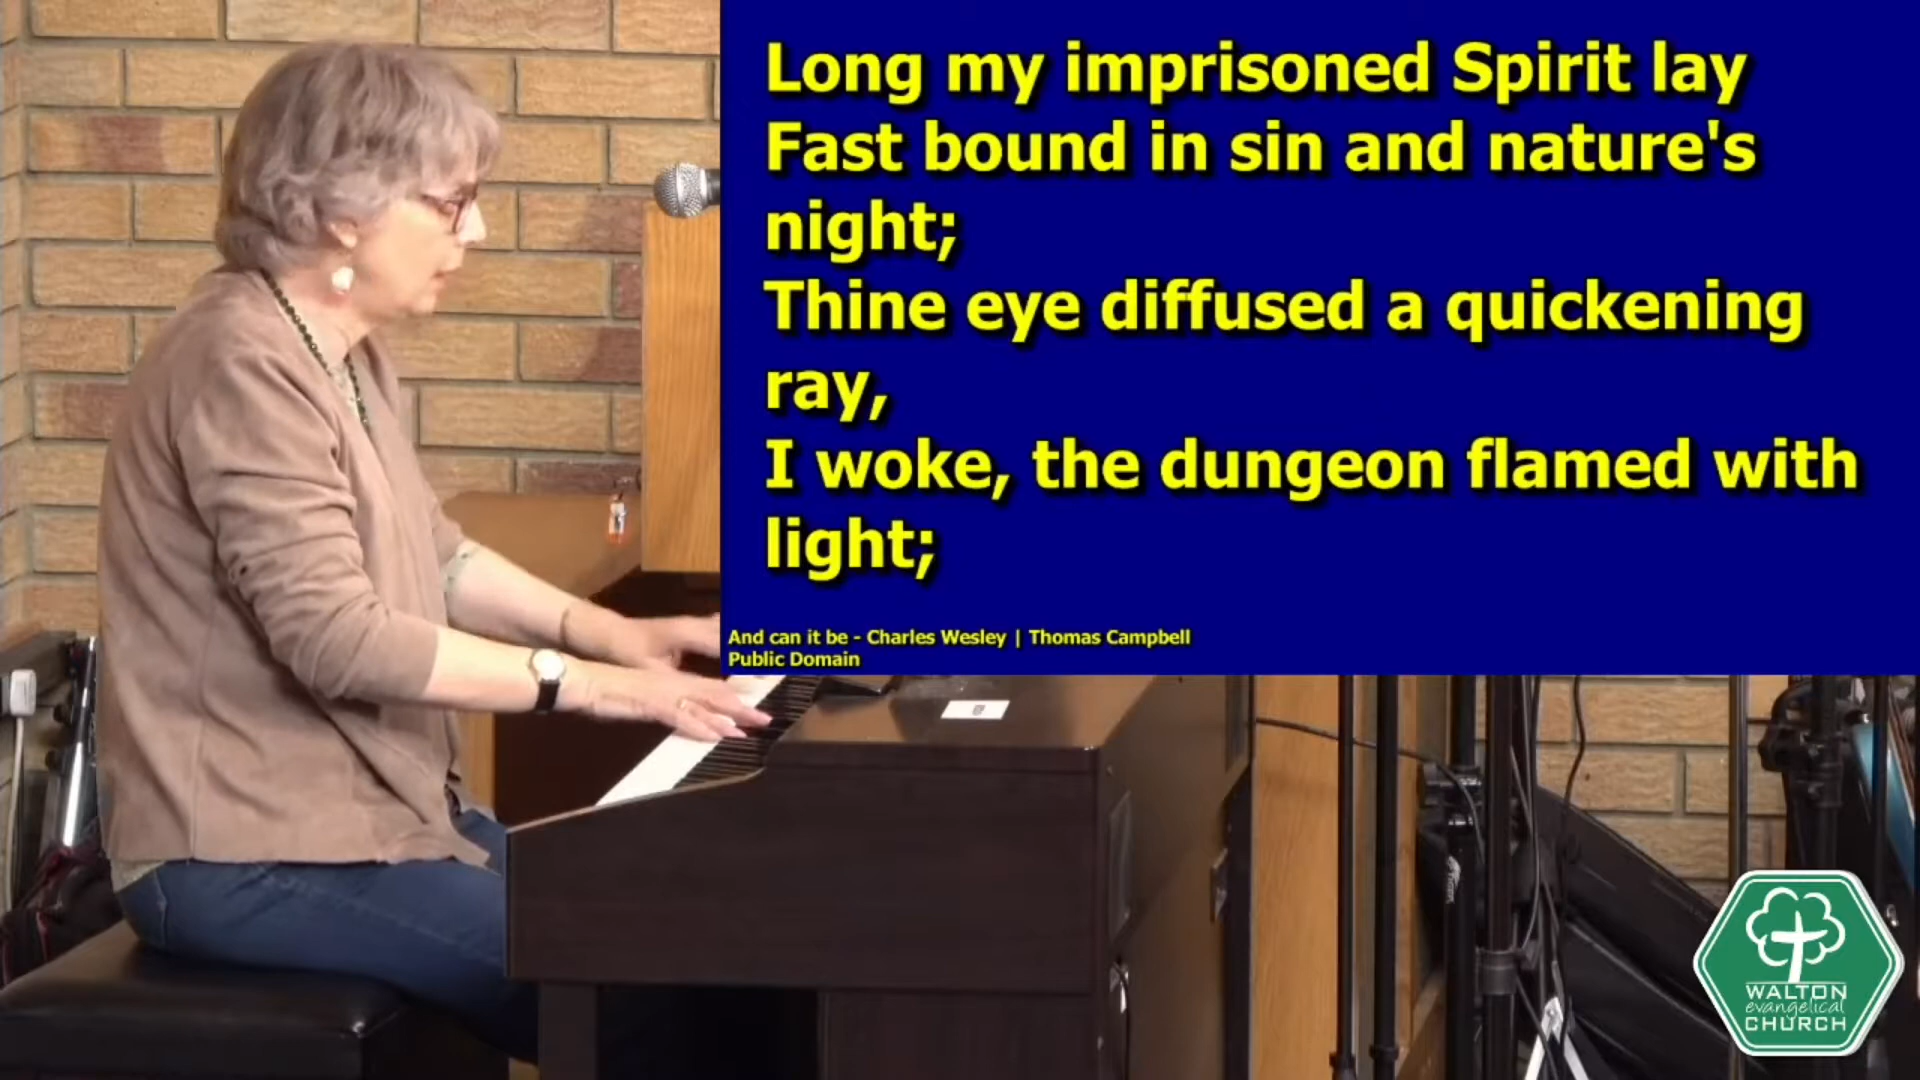 Long my imprisoned Spirit lay
Fast bound in sin and nature's
night;
Thine eye diffused a quickening
ray,
I woke, the dungeon flamed with
light;
And can it be - Charles Wesley | Thomas Campbell
Public Domain
WALTON
evangelical
CHURCH